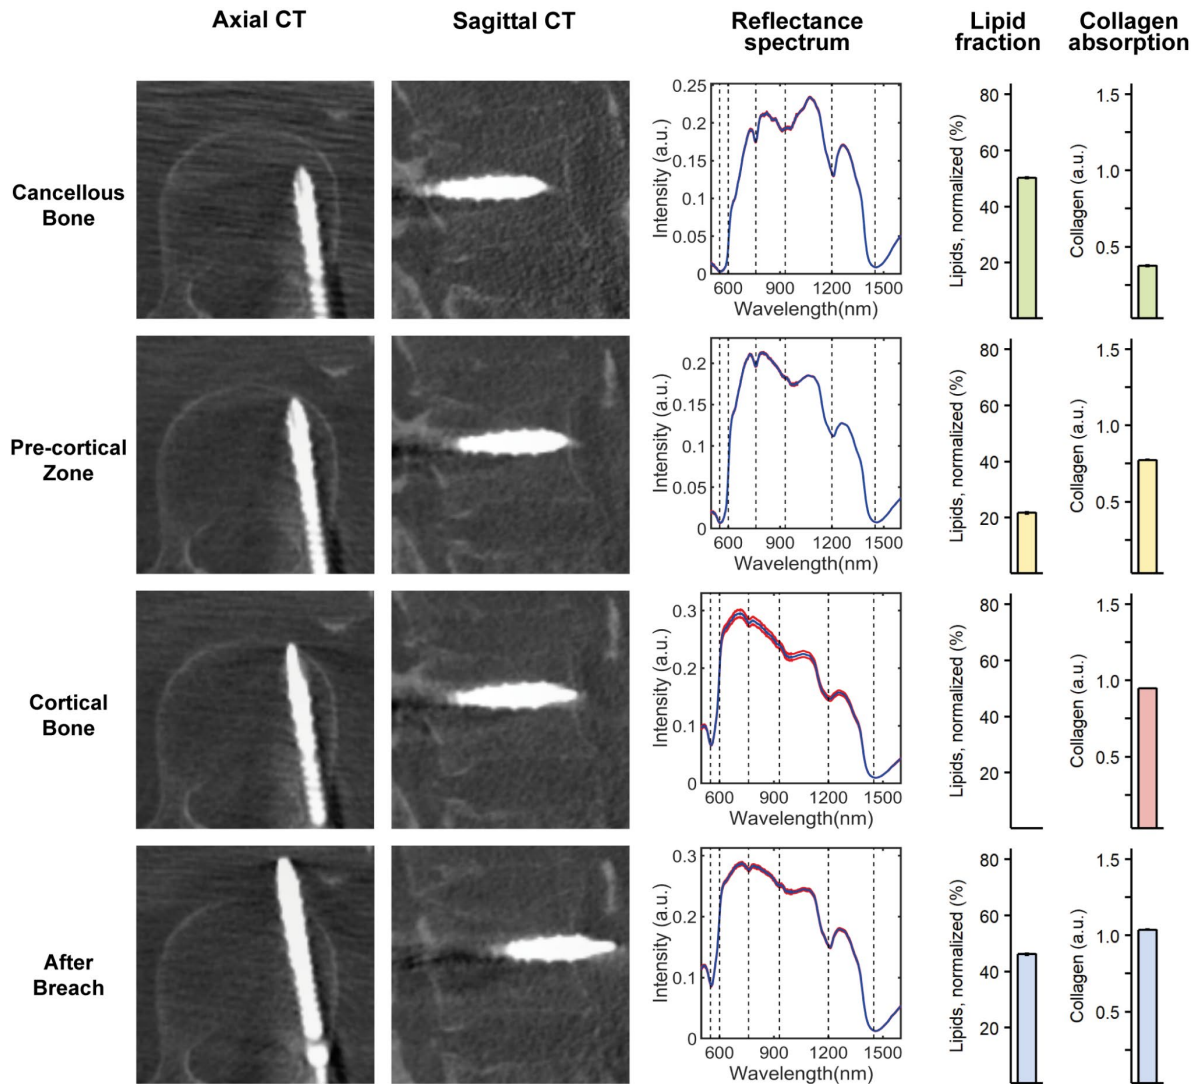 Axial CT
Sagittal CT
Reflectance
spectrum
Lipid
fraction
Collagen
absorption
Cancellous
Bone
Intensity (a.u.)
0.25
0.2
0.15
0.1
0.05
0
600
900
1200
1500
Wavelength(nm)
Lipids, normalized (%)
80
60
40
20
Collagen (a.u.)
1.5
1.0
0.5
Pre-cortical
Zone
Intensity (a.u.)
0.2
0.15
0.1
0.05
0
600
900
1200
1500
Wavelength(nm)
Lipids, normalized (%)
80
60
40
20
Collagen (a.u.)
1.5
1.0
0.5
Cortical
Bone
Intensity (a.u.)
0.3
0.2
0.1
0
600
900
1200
1500
Wavelength(nm)
Lipids, normalized (%)
80
60
40
20
Collagen (a.u.)
1.5
1.0
0.5
After
Breach
Intensity (a.u.)
0.3
0.2
0.1
0
600
900
1200
1500
Wavelength(nm)
Lipids, normalized (%)
80
60
40
20
Collagen (a.u.)
1.5
1.0
0.5